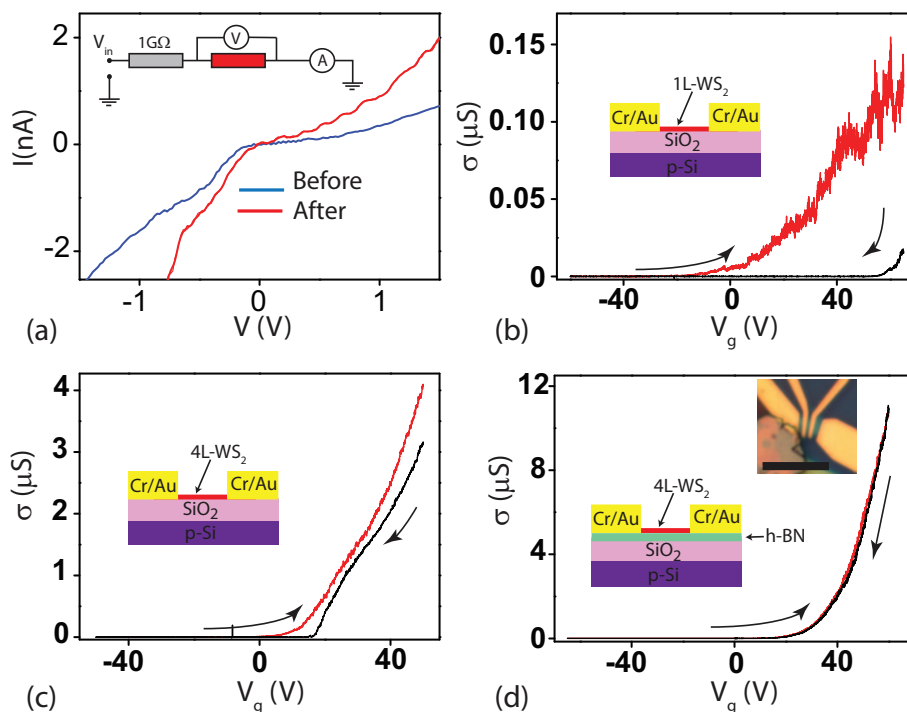 2
V_in
1GΩ
V
A
0
I(nA)
Before
After
-2
-1
0
1
(a)
V (V)
0.15
1L-WS₂
Cr/Au
Cr/Au
0.10
SiO₂
p-Si
σ (µS)
0.05
0
-40
0
40
(b)
V_g (V)
4
3
4L-WS₂
Cr/Au
Cr/Au
2
SiO₂
p-Si
σ (µS)
1
0
-40
0
40
(c)
V_g (V)
12
8
4L-WS₂
Cr/Au
Cr/Au
h-BN
4
SiO₂
p-Si
σ (µS)
0
-40
0
40
(d)
V_g (V)